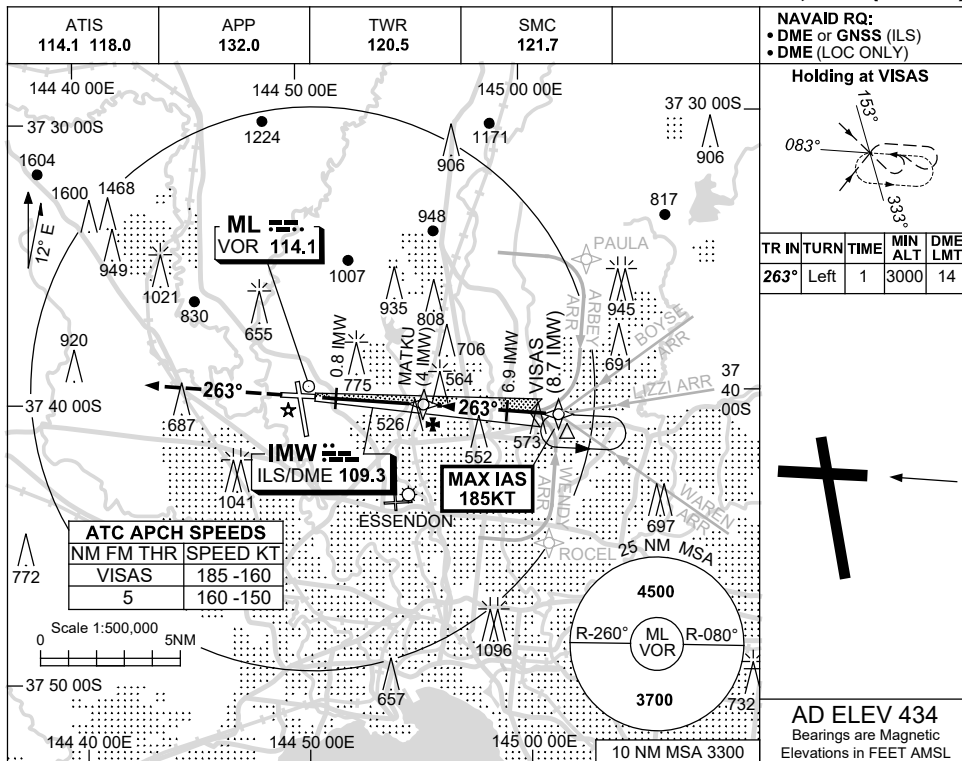 ATIS
114.1 118.0
APP
132.0
TWR
120.5
SMC
121.7
NAVAID RQ:
• DME or GNSS (ILS)
• DME (LOC ONLY)
Holding at VISAS
153°
083°
333°
TR IN TURN TIME MIN ALT DME LMT
263° Left 1 3000 14
144 40 00E
144 50 00E
145 00 00E
37 30 00S
37 30 00S
1224
1171
906
906
1604
1600
1468
12° E
949
ML
VOR 114.1
948
817
PAULA
1021
1007
830
655
935
808
945
ARBEY
ARR
BOYSE
ARR
0.8 IMW
MATKU
(4 IMW)
706
6.9 IMW
VISAS
(8.7 IMW)
691
920
775
564
LIZZI ARR
37
40
00S
263°
263°
37 40 00S
687
526
552
573
IMW
ILS/DME 109.3
MAX IAS
185KT
1041
WENDY
ARR
WAREN
ARR
ESSENDON
697
ROCEL
25 NM MSA
ATC APCH SPEEDS
NM FM THR SPEED KT
VISAS 185 -160
5 160 -150
772
4500
R-260°
ML
VOR
R-080°
3700
Scale 1:500,000
0 5NM
1096
37 50 00S
657
732
144 40 00E
144 50 00E
145 00 00E
10 NM MSA 3300
AD ELEV 434
Bearings are Magnetic
Elevations in FEET AMSL